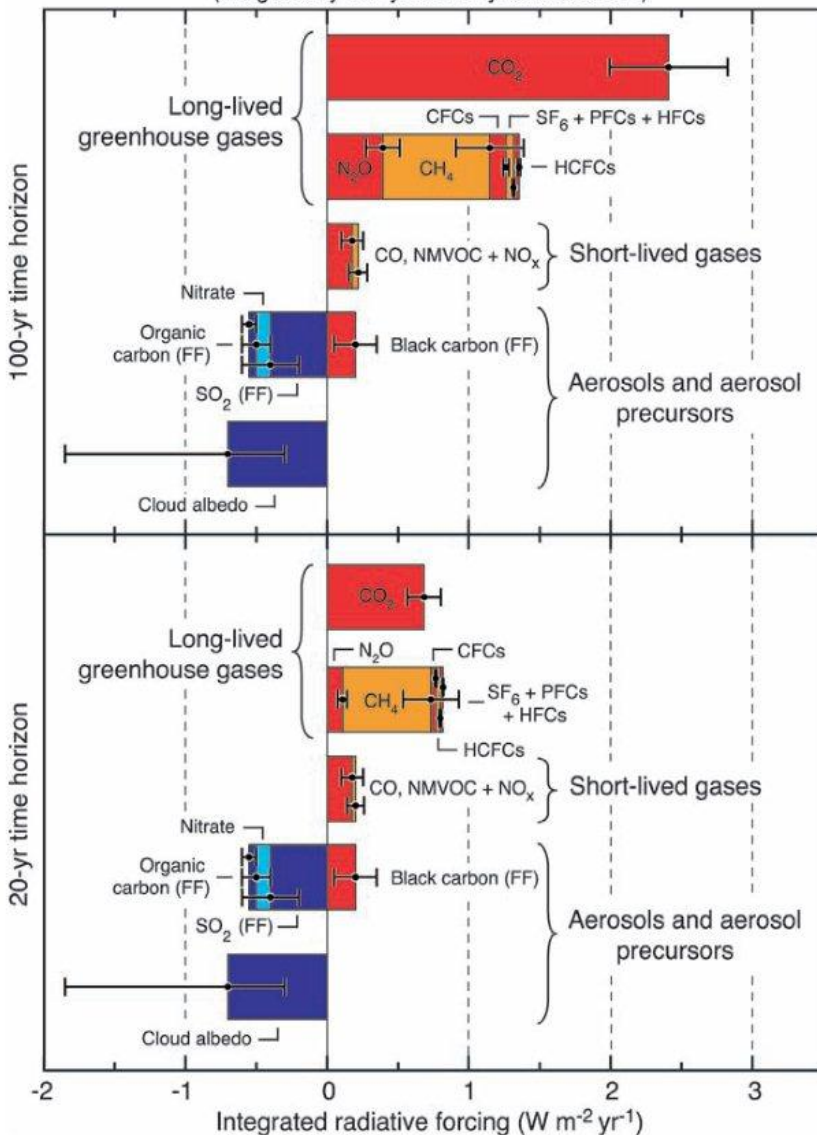 100-yr time horizon
Long-lived
greenhouse gases
CO₂
CFCs
SF₆ + PFCs + HFCs
N₂O
CH₄
HCFCs
CO, NMVOC + NOₓ
Short-lived gases
Nitrate
Organic
carbon (FF)
SO₂ (FF)
Black carbon (FF)
Aerosols and aerosol
precursors
Cloud albedo
20-yr time horizon
Long-lived
greenhouse gases
CO₂
N₂O
CFCs
CH₄
SF₆ + PFCs
+ HFCs
HCFCs
CO, NMVOC + NOₓ
Short-lived gases
Nitrate
Organic
carbon (FF)
SO₂ (FF)
Black carbon (FF)
Aerosols and aerosol
precursors
Cloud albedo
-2 -1 0 1 2 3
Integrated radiative forcing (W m⁻² yr⁻¹)